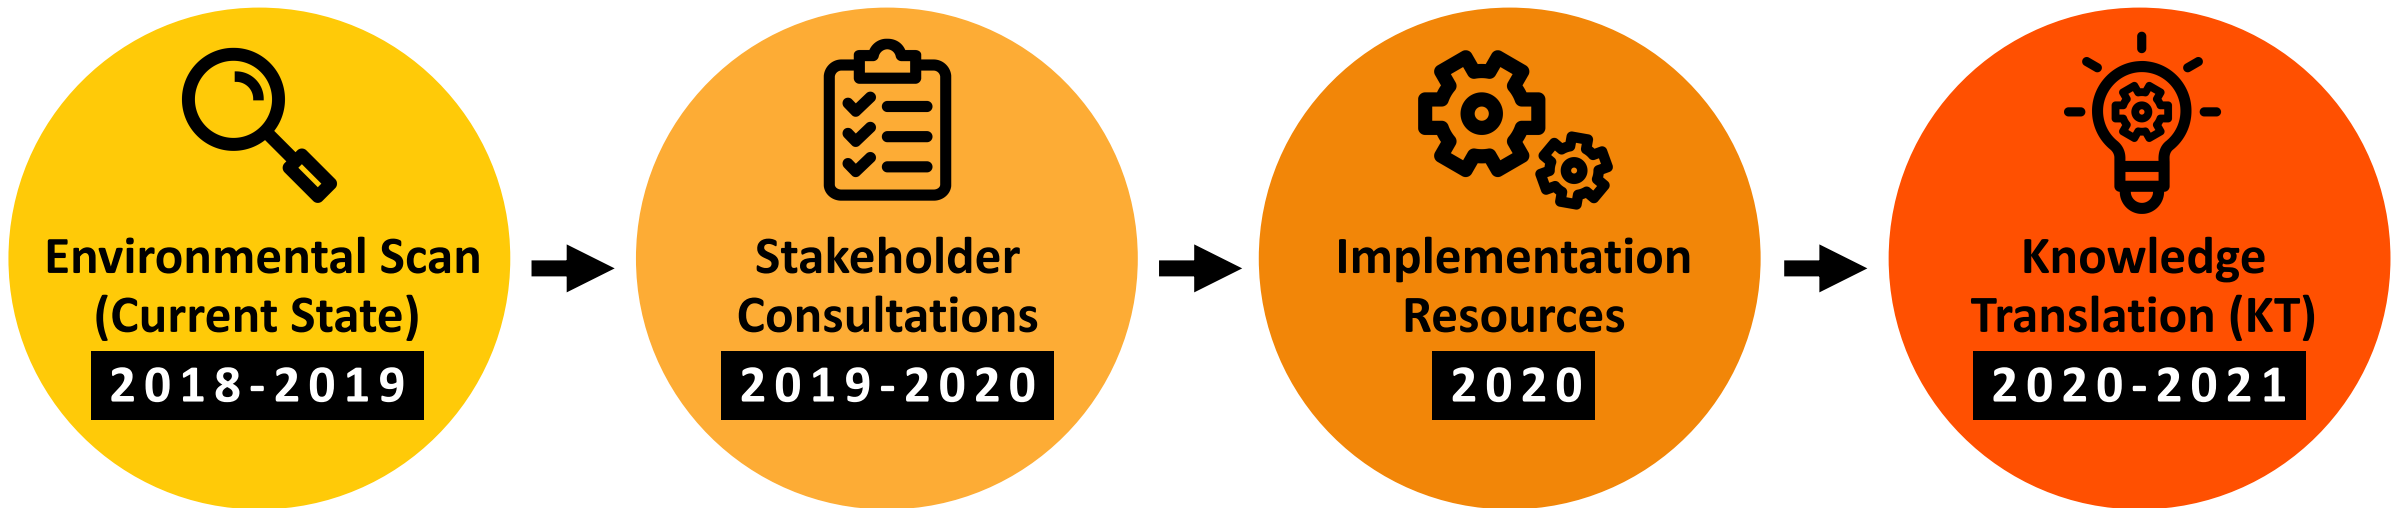 Environmental Scan
(Current State)
2018-2019
Stakeholder
Consultations
2019-2020
Implementation
Resources
2020
Knowledge
Translation (KT)
2020-2021